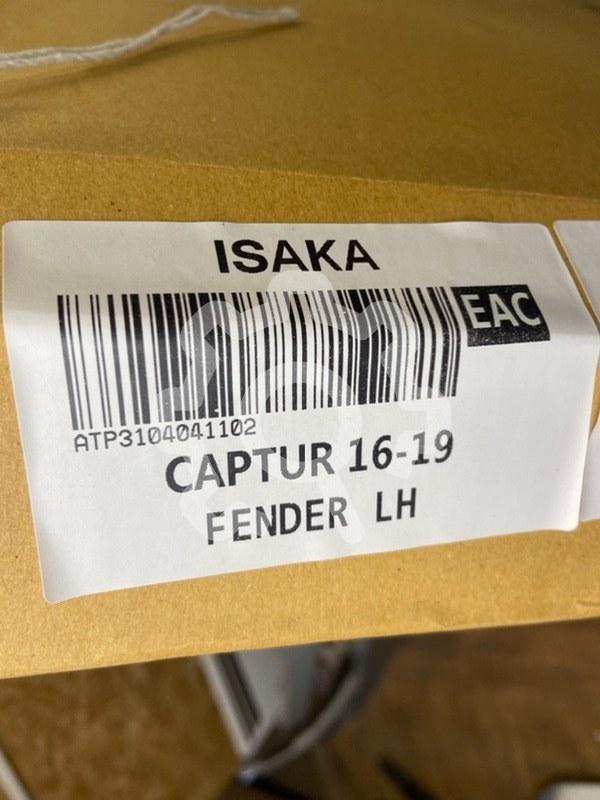 ISAKA
EAC
ATP3104041102
CAPTUR 16-19
FENDER LH